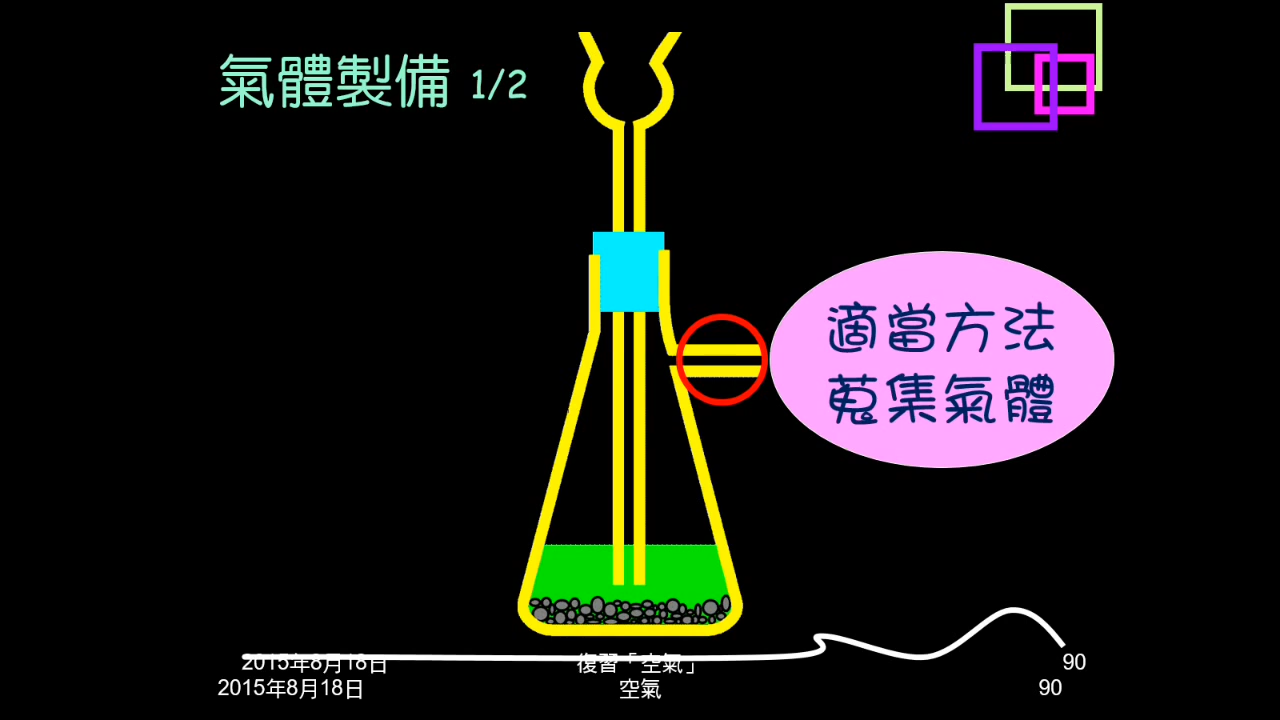 氣體製備 1/2
適當方法
蒐集氣體
2015年8月18日 復習「空氣」 90
2015年8月18日 空氣 90